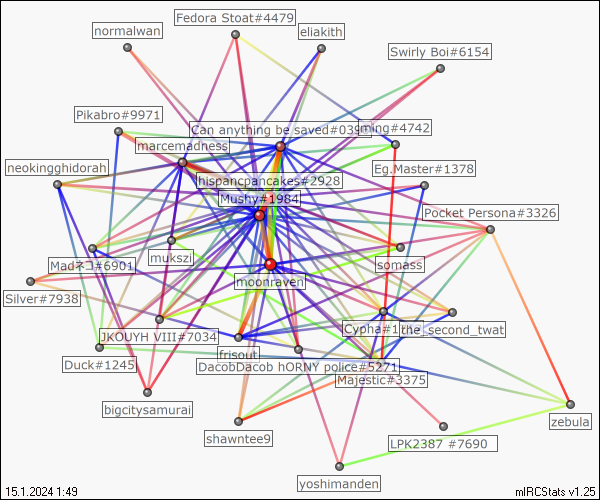 Fedora Stoat#4479
normalwan
eliakith
Swirly Boi#6154
Pikabro#9971
Can anything be saved#039
ming#4742
marcemadness
neokingghidorah
Eg.Master#1378
hispancpancakes#2928
Mushy#1984
Pocket Persona#3326
mukszi
somass
Madネコ#6901
moonraven
Silver#7938
JKOUYH VIII#7034
Cypha#1
the_second_twat
frisout
Duck#1245
DacobDacob hORNY police#5271
Majestic#3375
bigcitysamurai
zebula
shawntee9
LPK2387 #7690
yoshimanden
15.1.2024 1:49
mIRCStats v1.25